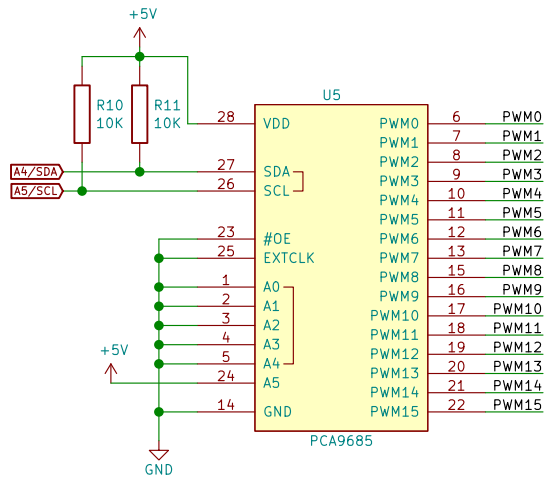 +5V
U5
R10
10K
R11
10K
28 VDD PWM0 6 PWM0
PWM1 7 PWM1
PWM2 8 PWM2
A4/SDA 27 SDA PWM3 9 PWM3
A5/SCL 26 SCL PWM4 10 PWM4
PWM5 11 PWM5
23 #OE PWM6 12 PWM6
25 EXTCLK PWM7 13 PWM7
1 A0 PWM8 15 PWM8
2 A1 PWM9 16 PWM9
3 A2 PWM10 17 PWM10
4 A3 PWM11 18 PWM11
+5V
5 A4 PWM12 19 PWM12
24 A5 PWM13 20 PWM13
PWM14 21 PWM14
14 GND PWM15 22 PWM15
PCA9685
GND